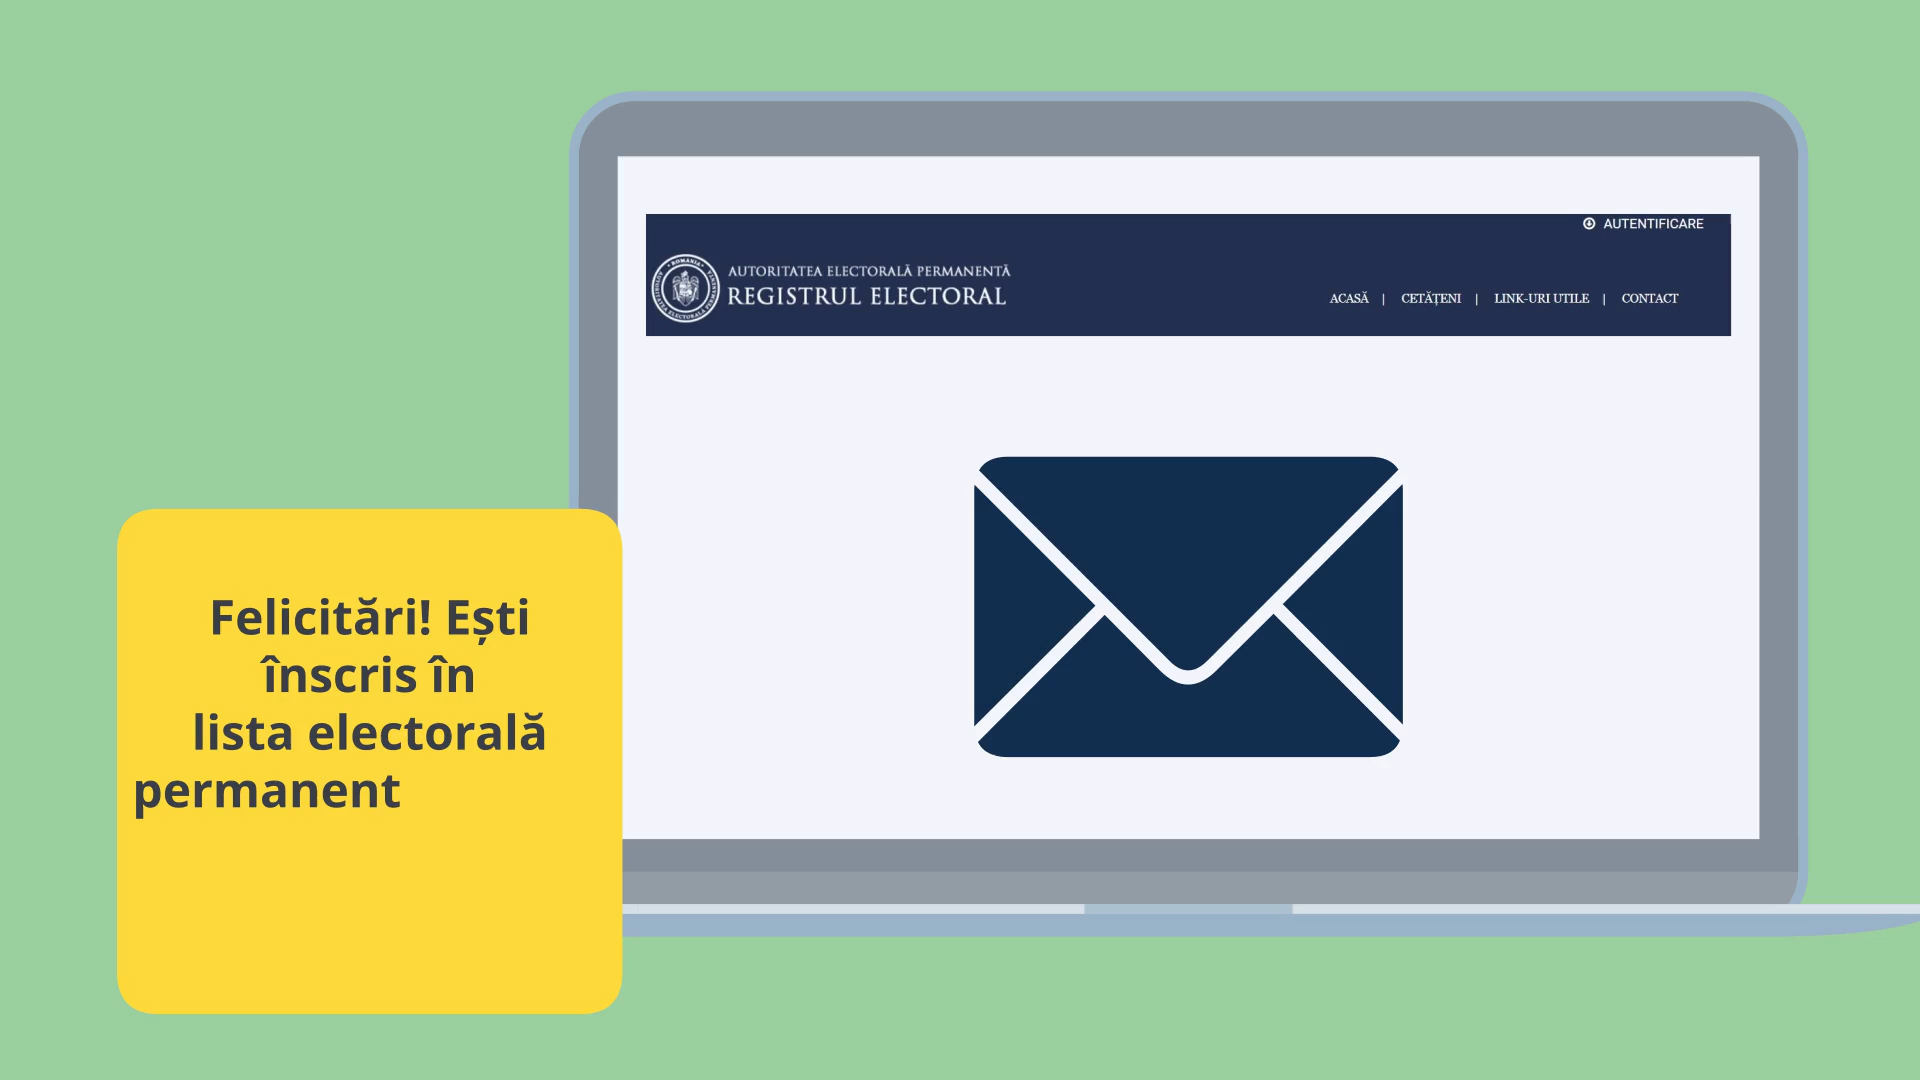 AUTENTIFICARE
AUTORITATEA ELECTORALĂ PERMANENTĂ
REGISTRUL ELECTORAL
ACASĂ | CETĂȚENI | LINK-URI UTILE | CONTACT
Felicitări! Ești
înscris în
lista electorală
permanent